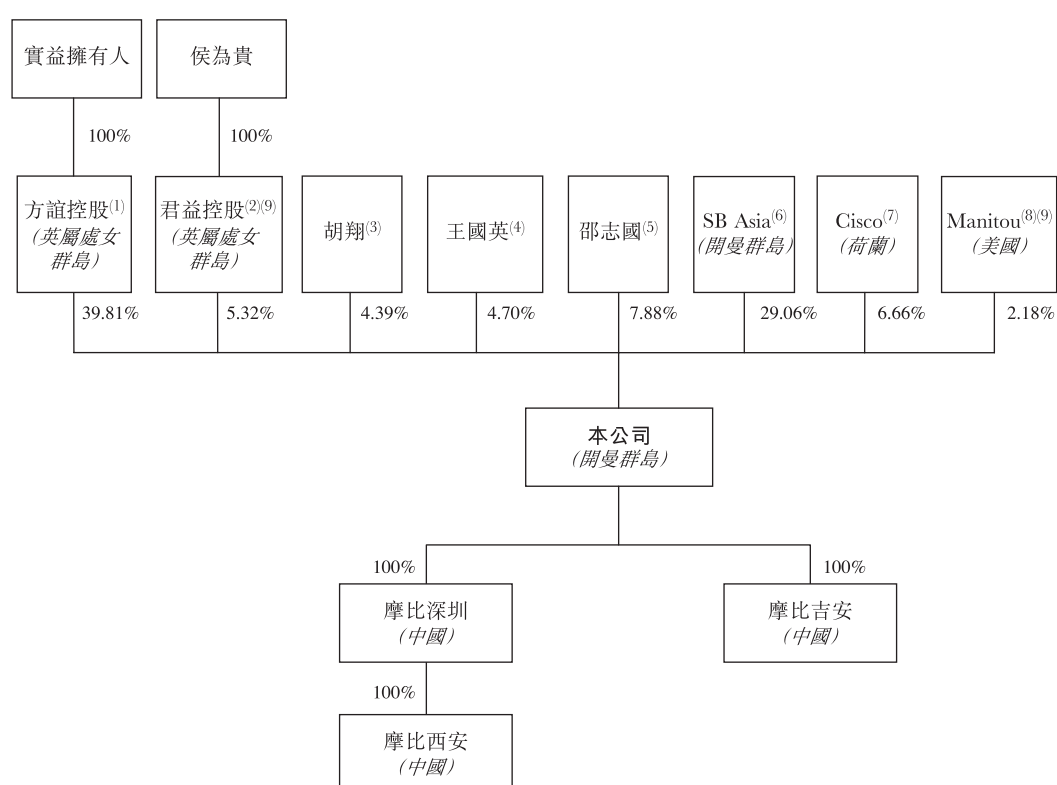 實益擁有人
侯為貴
100%
100%
方誼控股(1)
(英屬處女
群島)
君益控股(2)(9)
(英屬處女
群島)
胡翔(3)
王國英(4)
邵志國(5)
SB Asia(6)
(開曼群島)
Cisco(7)
(荷蘭)
Manitou(8)(9)
(美國)
39.81%
5.32%
4.39%
4.70%
7.88%
29.06%
6.66%
2.18%
本公司
(開曼群島)
100%
100%
摩比深圳
(中國)
摩比吉安
(中國)
100%
摩比西安
(中國)